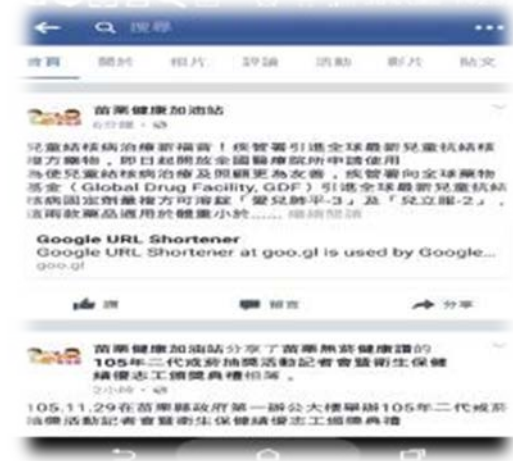 搜尋
首頁 關於 相片 評論 活動 影片 貼文
苗栗健康加油站
6分鐘
兒童結核病治療新福音！疾管署引進全球最新兒童抗結核
複方藥物，即日起開放全國醫療院所申請使用
為使兒童結核病治療及照顧更為友善，疾管署向全球藥物
基金（Global Drug Facility, GDF）引進全球最新兒童抗結
核病固定劑量複方可溶錠「愛兒肺平-3」及「兒立服-2」，
這兩款藥品適用於體重小於...... 繼續閱讀
Google URL Shortener
Google URL Shortener at goo.gl is used by Google...
goo.gl
讚 留言 分享
苗栗健康加油站分享了苗栗無菸健康讚的
105年二代戒菸抽獎活動記者會暨衛生保健
績優志工頒獎典禮相簿。
2小時
105.11.29在苗栗縣政府第一辦公大樓舉辦105年二代戒菸
抽獎活動記者會暨衛生保健績優志工頒獎典禮